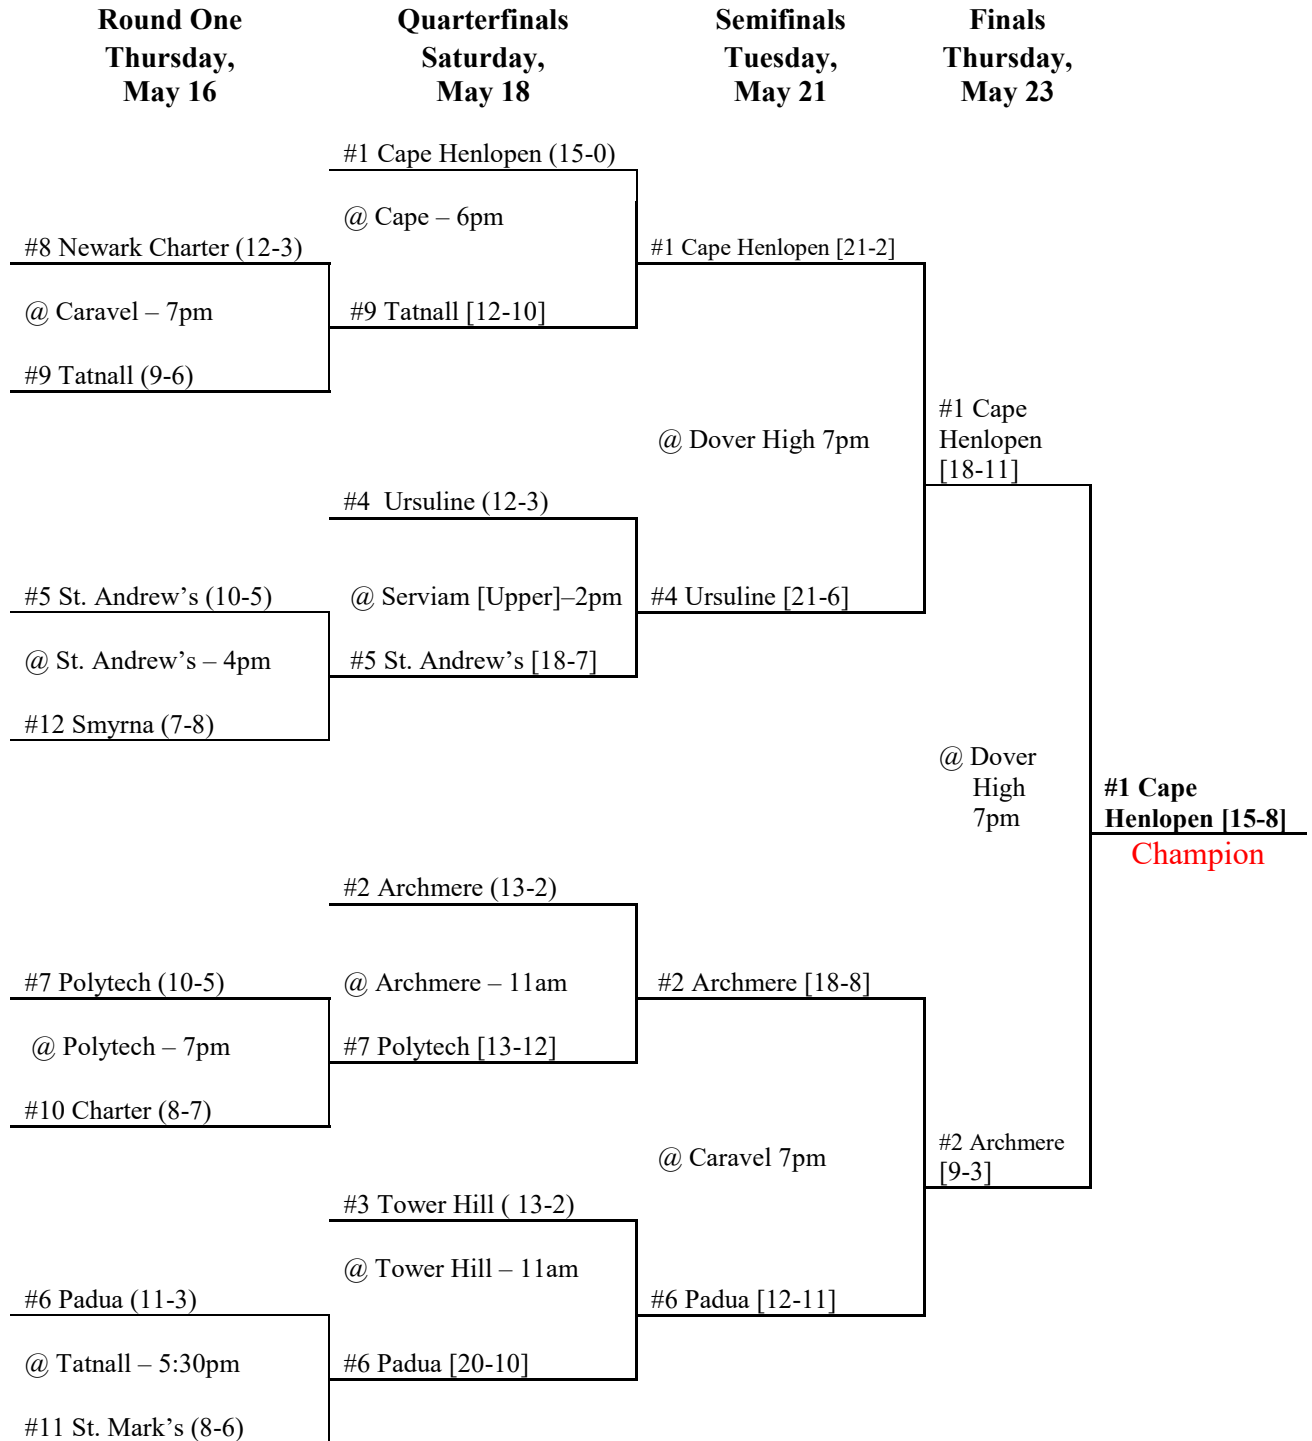 Round One
Thursday,
May 16
Quarterfinals
Saturday,
May 18
Semifinals
Tuesday,
May 21
Finals
Thursday,
May 23
#8 Newark Charter (12-3)
@ Caravel – 7pm
#9 Tatnall (9-6)
#5 St. Andrew’s (10-5)
@ St. Andrew’s – 4pm
#12 Smyrna (7-8)
#7 Polytech (10-5)
@ Polytech – 7pm
#10 Charter (8-7)
#6 Padua (11-3)
@ Tatnall – 5:30pm
#11 St. Mark’s (8-6)
#1 Cape Henlopen (15-0)
@ Cape – 6pm
#9 Tatnall [12-10]
#4 Ursuline (12-3)
@ Serviam [Upper]–2pm
#5 St. Andrew’s [18-7]
#2 Archmere (13-2)
@ Archmere – 11am
#7 Polytech [13-12]
#3 Tower Hill ( 13-2)
@ Tower Hill – 11am
#6 Padua [20-10]
#1 Cape Henlopen [21-2]
@ Dover High 7pm
#4 Ursuline [21-6]
#2 Archmere [18-8]
@ Caravel 7pm
#6 Padua [12-11]
#1 Cape
Henlopen
[18-11]
@ Dover
High
7pm
#2 Archmere
[9-3]
#1 Cape
Henlopen [15-8]
Champion